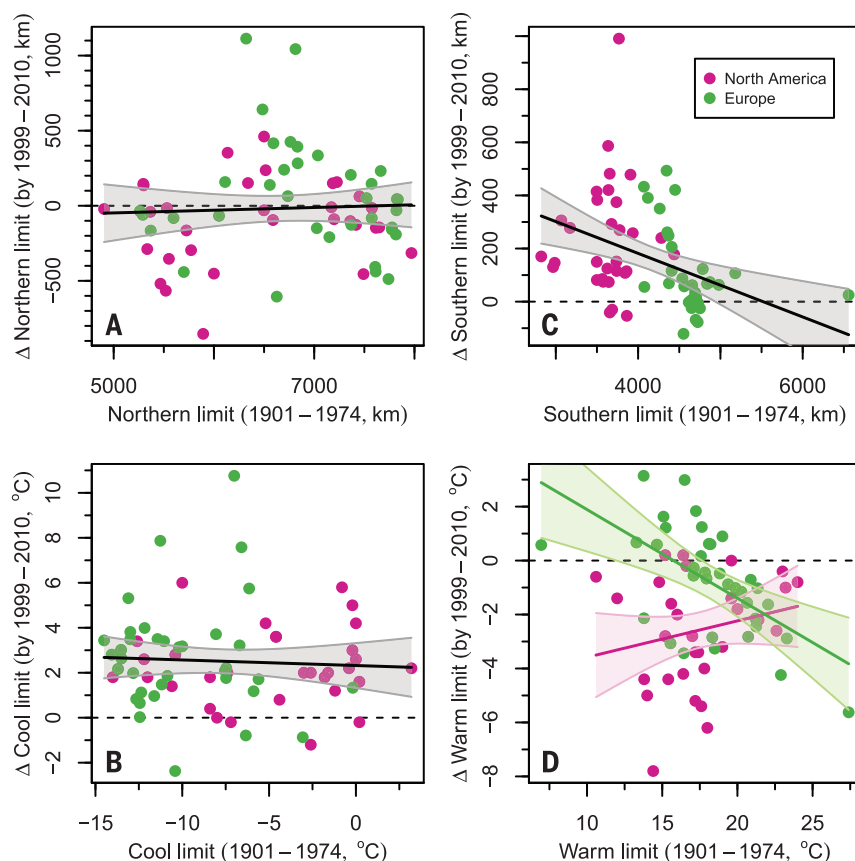 Δ Northern limit (by 1999–2010, km)
1000
500
0
−500
A
5000
7000
Northern limit (1901–1974, km)
Δ Southern limit (by 1999–2010, km)
800
600
400
200
0
North America
Europe
C
4000
6000
Southern limit (1901–1974, km)
Δ Cool limit (by 1999–2010, °C)
10
8
6
4
2
0
−2
B
−15
−10
−5
0
Cool limit (1901–1974, °C)
Δ Warm limit (by 1999–2010, °C)
2
0
−2
−4
−6
−8
D
10
15
20
25
Warm limit (1901–1974, °C)